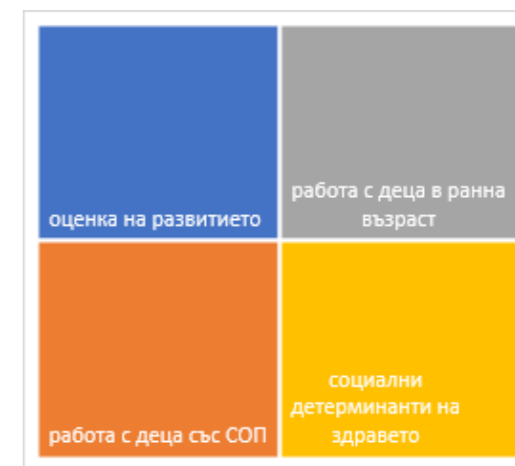 оценка на развитието
работа с деца в ранна
възраст
работа с деца със СОП
социални
детерминанти на
здравето